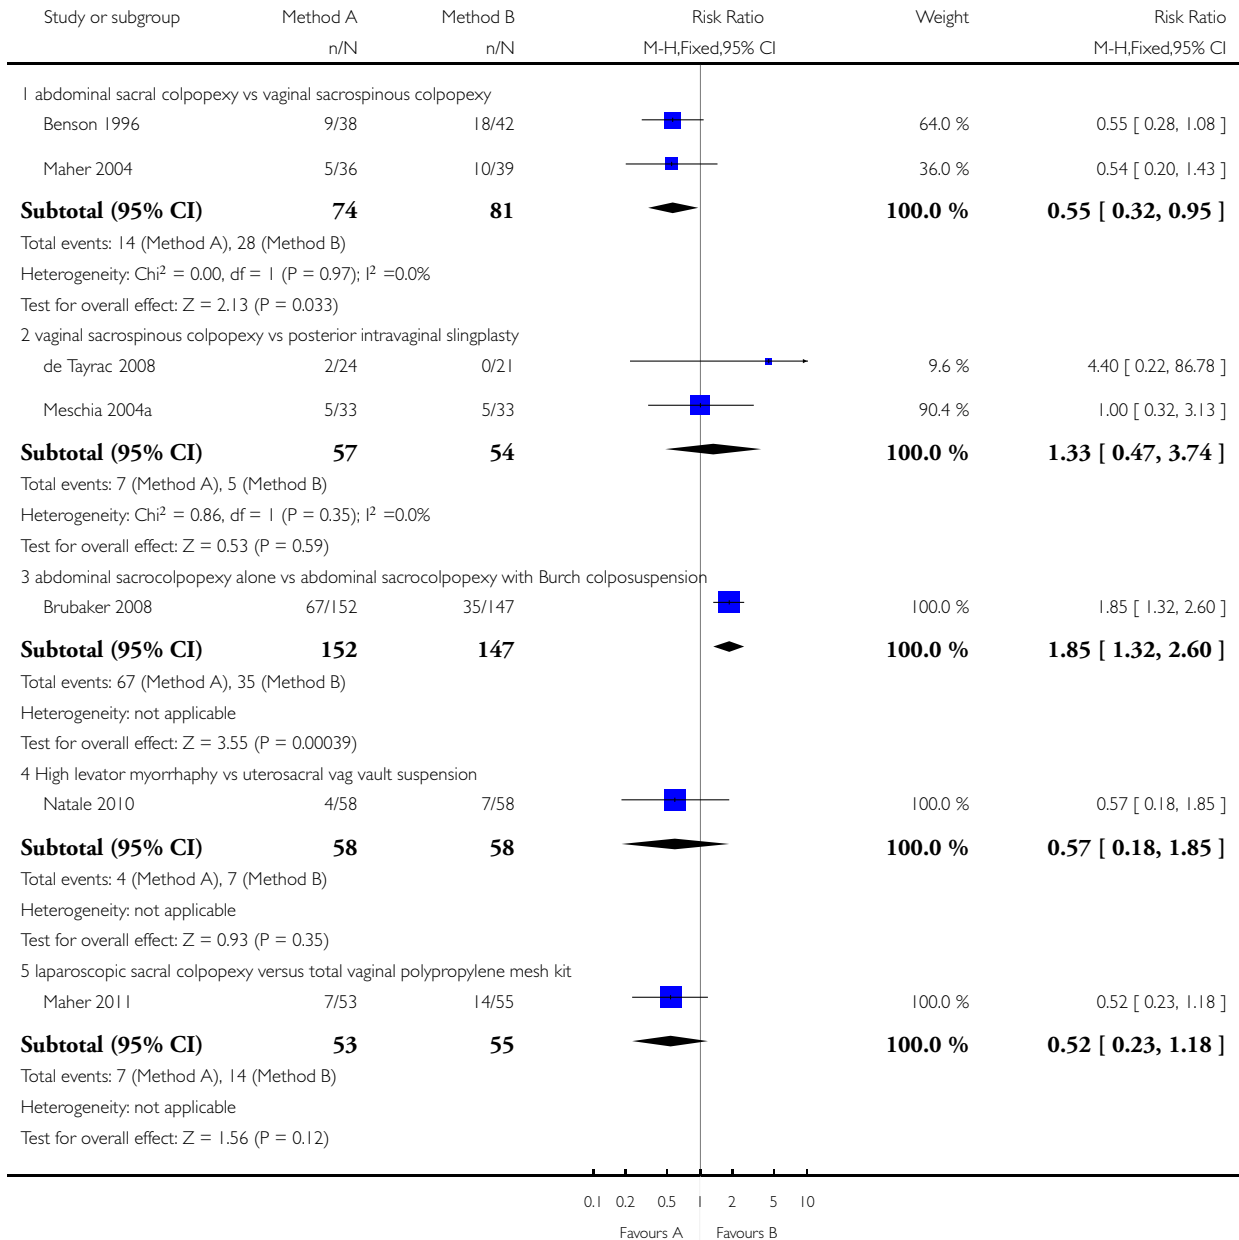 Study or subgroup Method A Method B Risk Ratio Weight Risk Ratio
n/N n/N M-H,Fixed,95% CI M-H,Fixed,95% CI
1 abdominal sacral colpopexy vs vaginal sacrospinous colpopexy
Benson 1996 9/38 18/42 64.0 % 0.55 [ 0.28, 1.08 ]
Maher 2004 5/36 10/39 36.0 % 0.54 [ 0.20, 1.43 ]
Subtotal (95% CI) 74 81 100.0 % 0.55 [ 0.32, 0.95 ]
Total events: 14 (Method A), 28 (Method B)
Heterogeneity: Chi² = 0.00, df = 1 (P = 0.97); I² =0.0%
Test for overall effect: Z = 2.13 (P = 0.033)
2 vaginal sacrospinous colpopexy vs posterior intravaginal slingplasty
de Tayrac 2008 2/24 0/21 9.6 % 4.40 [ 0.22, 86.78 ]
Meschia 2004a 5/33 5/33 90.4 % 1.00 [ 0.32, 3.13 ]
Subtotal (95% CI) 57 54 100.0 % 1.33 [ 0.47, 3.74 ]
Total events: 7 (Method A), 5 (Method B)
Heterogeneity: Chi² = 0.86, df = 1 (P = 0.35); I² =0.0%
Test for overall effect: Z = 0.53 (P = 0.59)
3 abdominal sacrocolpopexy alone vs abdominal sacrocolpopexy with Burch colposuspension
Brubaker 2008 67/152 35/147 100.0 % 1.85 [ 1.32, 2.60 ]
Subtotal (95% CI) 152 147 100.0 % 1.85 [ 1.32, 2.60 ]
Total events: 67 (Method A), 35 (Method B)
Heterogeneity: not applicable
Test for overall effect: Z = 3.55 (P = 0.00039)
4 High levator myorrhaphy vs uterosacral vag vault suspension
Natale 2010 4/58 7/58 100.0 % 0.57 [ 0.18, 1.85 ]
Subtotal (95% CI) 58 58 100.0 % 0.57 [ 0.18, 1.85 ]
Total events: 4 (Method A), 7 (Method B)
Heterogeneity: not applicable
Test for overall effect: Z = 0.93 (P = 0.35)
5 laparoscopic sacral colpopexy versus total vaginal polypropylene mesh kit
Maher 2011 7/53 14/55 100.0 % 0.52 [ 0.23, 1.18 ]
Subtotal (95% CI) 53 55 100.0 % 0.52 [ 0.23, 1.18 ]
Total events: 7 (Method A), 14 (Method B)
Heterogeneity: not applicable
Test for overall effect: Z = 1.56 (P = 0.12)
0.1 0.2 0.5 1 2 5 10
Favours A Favours B